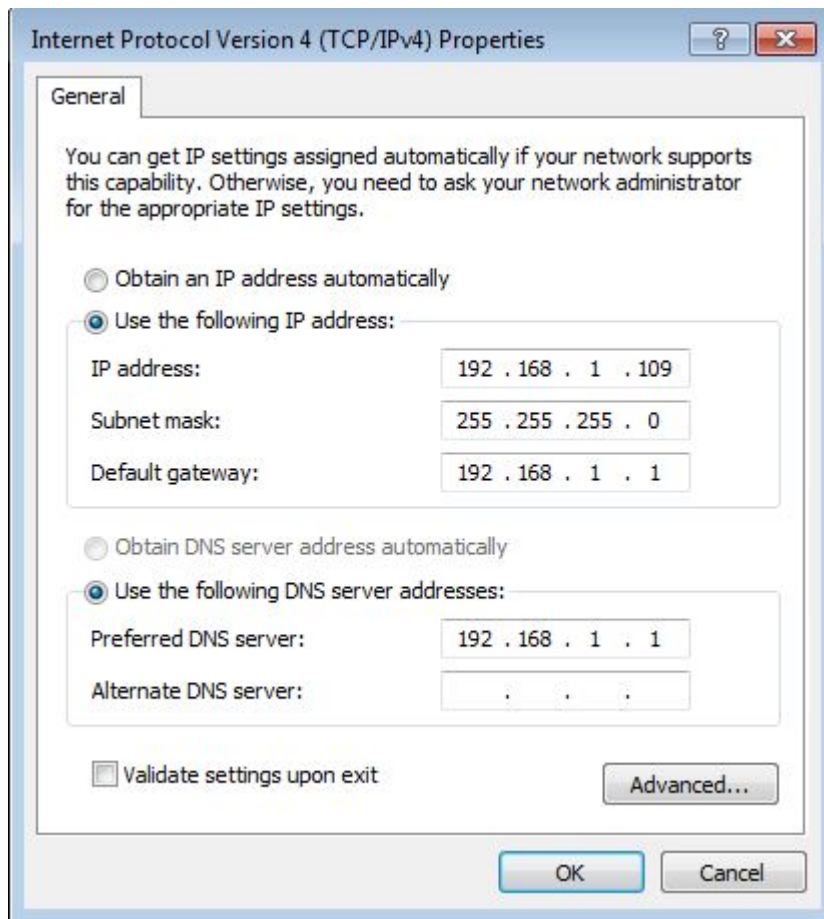 Internet Protocol Version 4 (TCP/IPv4) Properties
General
You can get IP settings assigned automatically if your network supports
this capability. Otherwise, you need to ask your network administrator
for the appropriate IP settings.
Obtain an IP address automatically
Use the following IP address:
IP address: 192 . 168 . 1 . 109
Subnet mask: 255 . 255 . 255 . 0
Default gateway: 192 . 168 . 1 . 1
Obtain DNS server address automatically
Use the following DNS server addresses:
Preferred DNS server: 192 . 168 . 1 . 1
Alternate DNS server: . . .
Validate settings upon exit
Advanced...
OK Cancel